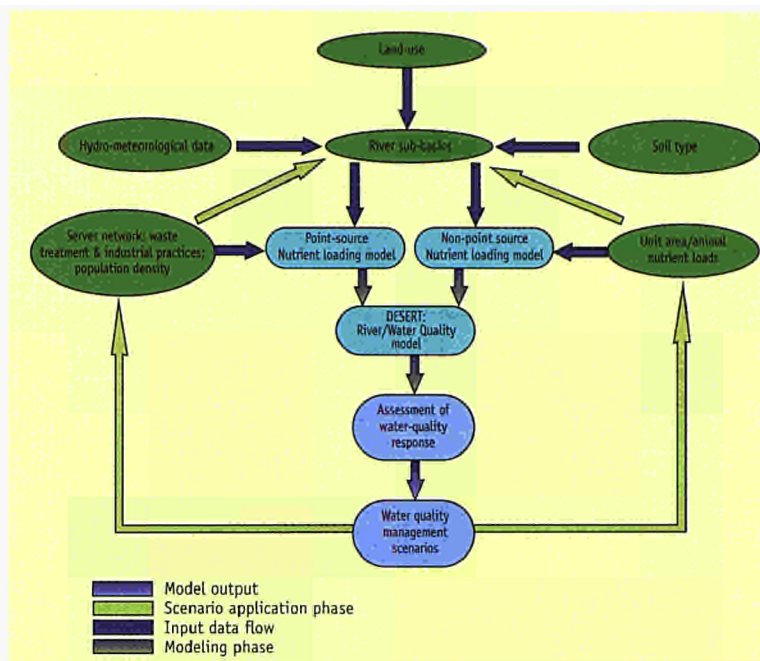 Land-use
Hydro-meteorological data
River sub-basins
Soil type
Server network: waste
treatment & industrial practices;
population density
Point-source
Nutrient loading model
Non-point source
Nutrient loading model
Unit area/animal
nutrient loads
DESERT:
River/Water Quality
model
Assessment of
water-quality
response
Water quality
management
scenarios
Model output
Scenario application phase
Input data flow
Modeling phase